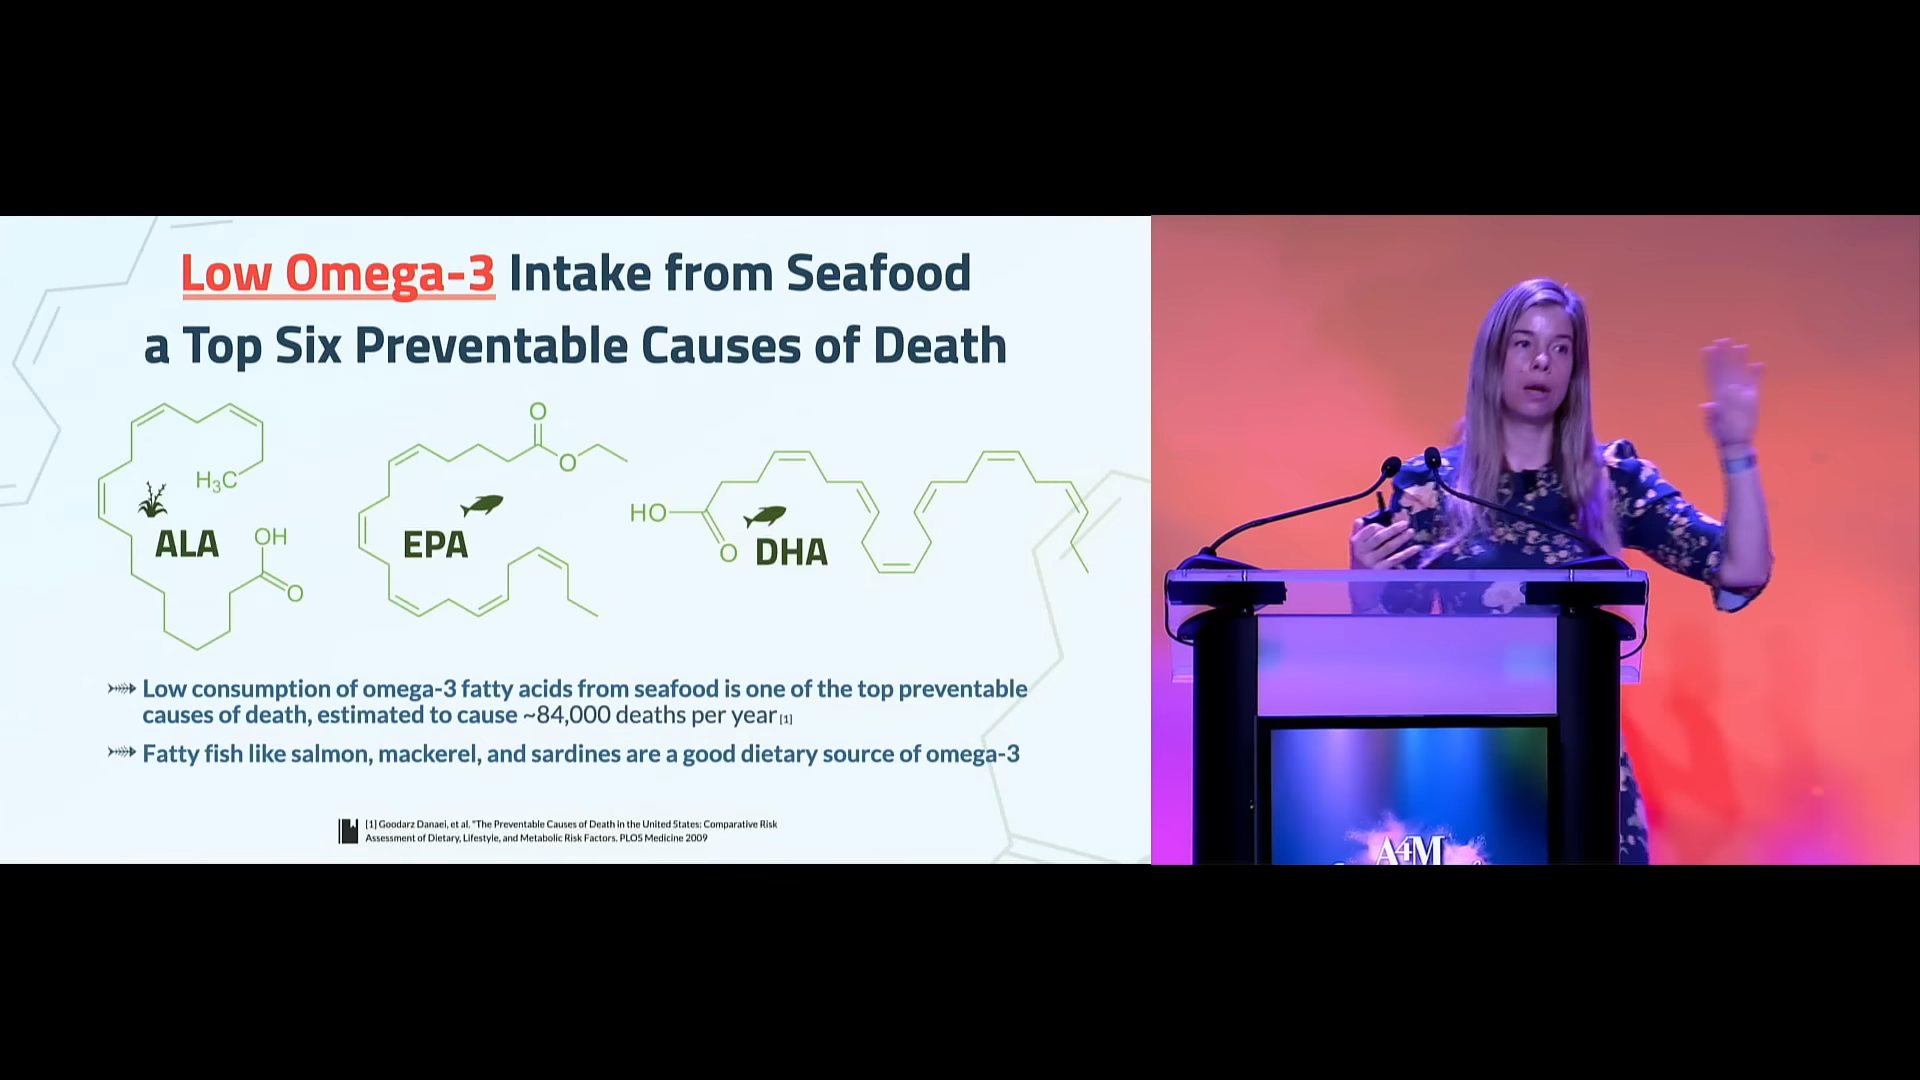 Low Omega-3 Intake from Seafood
a Top Six Preventable Causes of Death
O
O
H3C
HO
ALA
OH
EPA
O
DHA
O
Low consumption of omega-3 fatty acids from seafood is one of the top preventable
causes of death, estimated to cause ~84,000 deaths per year [1]
Fatty fish like salmon, mackerel, and sardines are a good dietary source of omega-3
[1] Goodarz Danaei, et al. "The Preventable Causes of Death in the United States: Comparative Risk
Assessment of Dietary, Lifestyle, and Metabolic Risk Factors. PLOS Medicine 2009
A4M